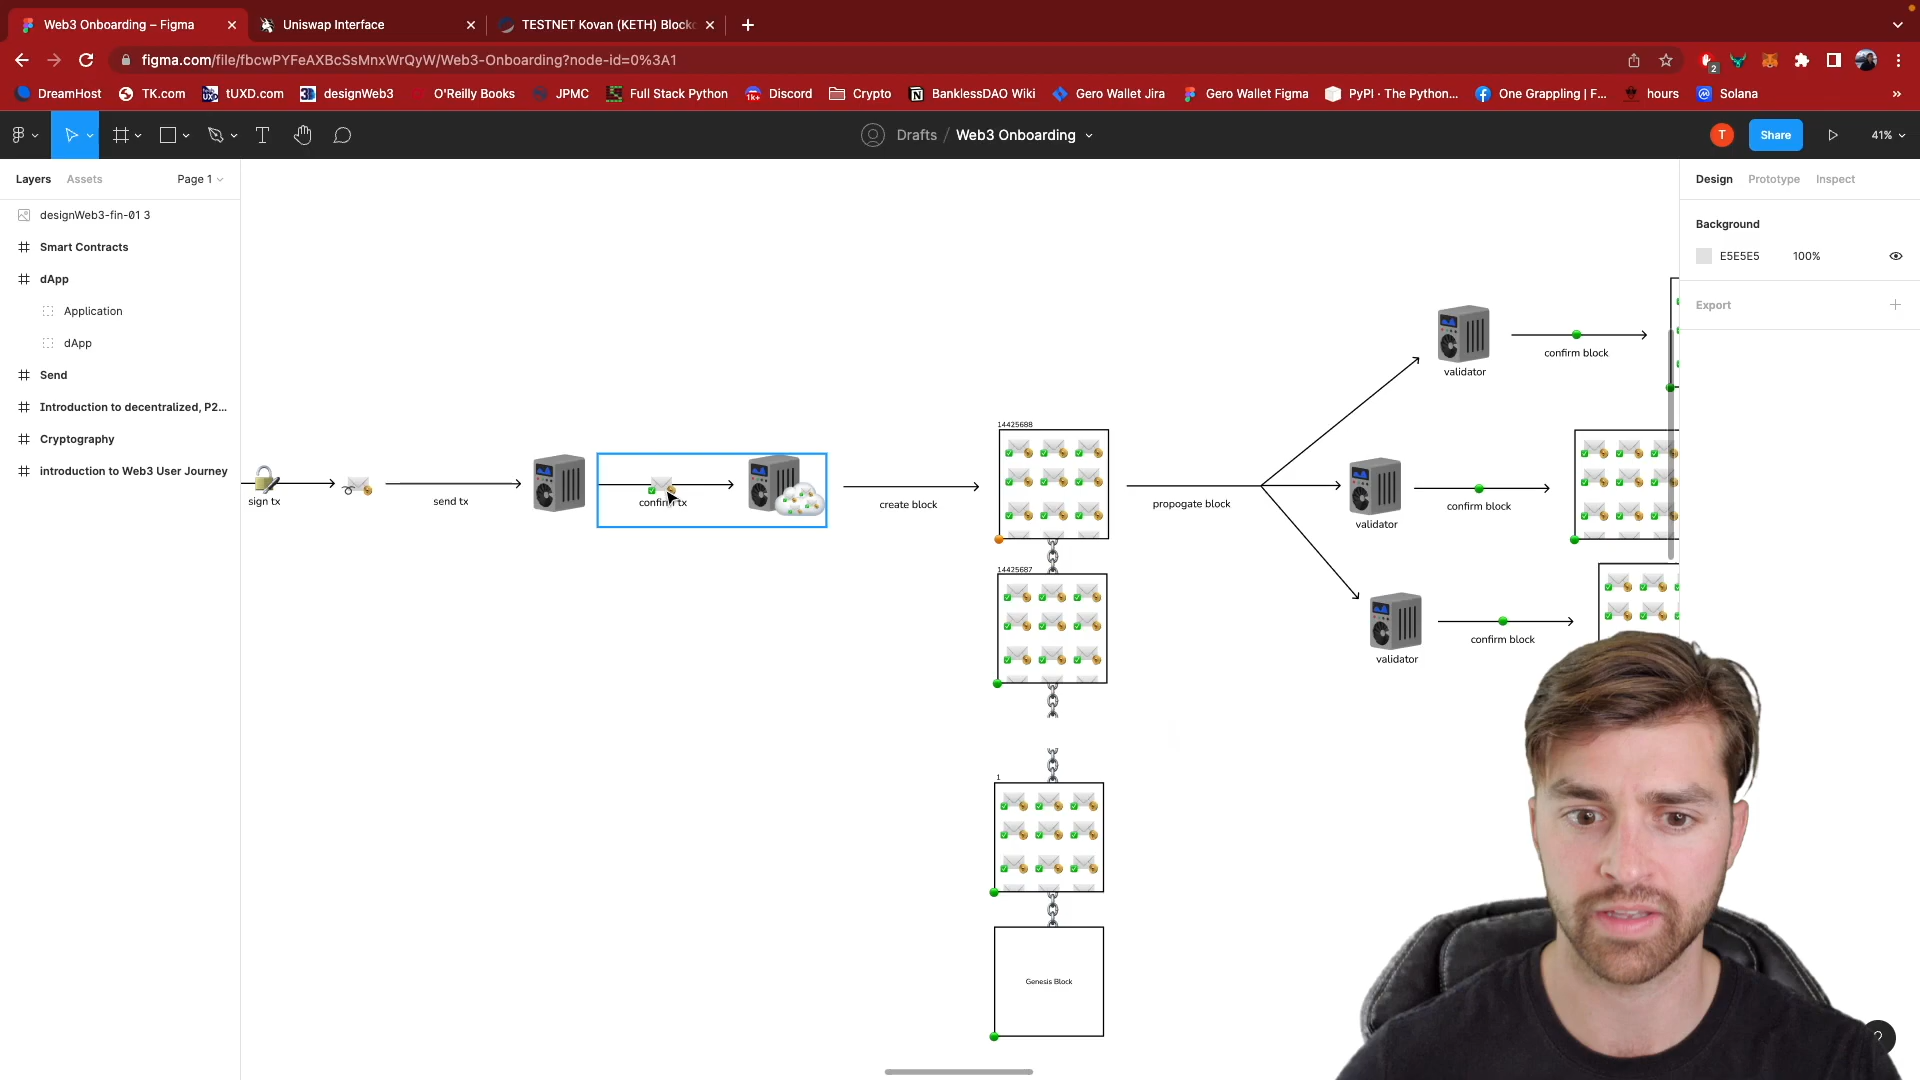 Web3 Onboarding – Figma
Uniswap Interface
TESTNET Kovan (KETH) Blockc
figma.com/file/fbcwPYFeAXBcSsMnxWrQyW/Web3-Onboarding?node-id=0%3A1
2
DreamHost
TK.com
tUXD.com
designWeb3
O'Reilly Books
JPMC
Full Stack Python
1k+
Discord
Crypto
BanklessDAO Wiki
Gero Wallet Jira
Gero Wallet Figma
PyPI · The Python...
One Grappling | F...
hours
Solana
»
Drafts / Web3 Onboarding
T
Share
41%
Layers
Assets
Page 1
designWeb3-fin-01 3
Smart Contracts
dApp
Application
dApp
Send
Introduction to decentralized, P2...
Cryptography
introduction to Web3 User Journey
Design
Prototype
Inspect
Background
E5E5E5
100%
Export
sign tx
send tx
confirm tx
create block
14425688
14425687
1
Genesis Block
propogate block
validator
confirm block
validator
confirm block
validator
confirm block
?